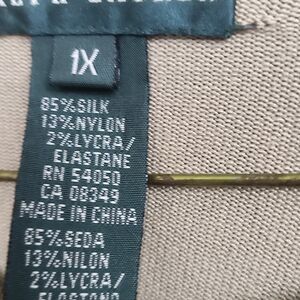 1X
85%SILK
13%NYLON
2%LYCRA/
ELASTANE
RN 54050
CA 08349
MADE IN CHINA
85%SEDA
13%NILON
2%LYCRA/
ELASTANE